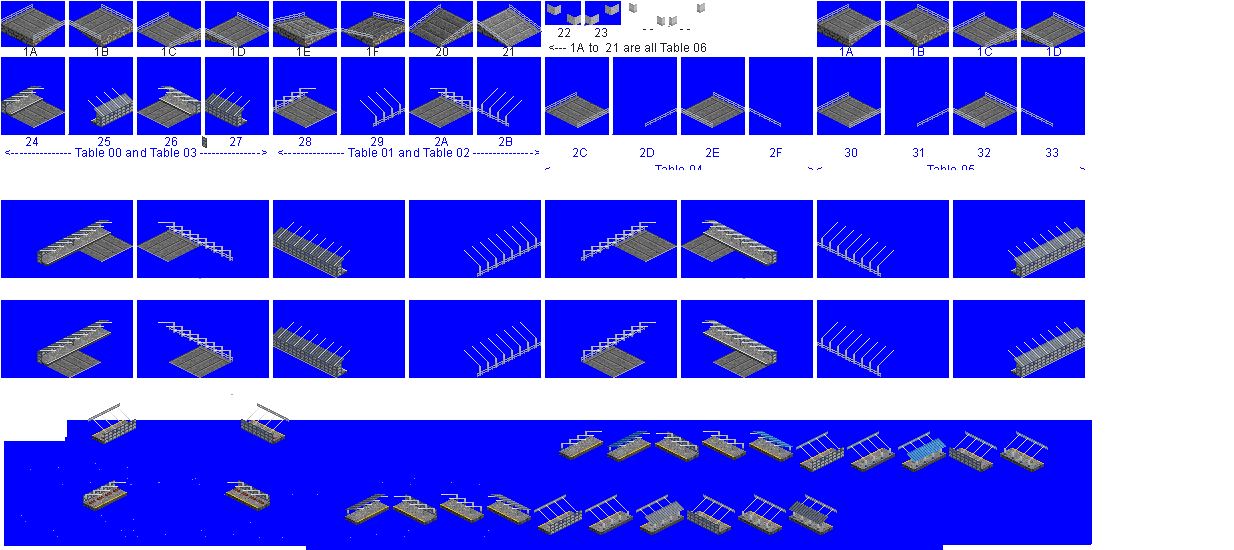 1A 1B 1C 1D 1E 1F 20 21 22 23 -- -- 1A 1B 1C 1D
<--- 1A to 21 are all Table 06
24 25 26 27 28 29 2A 2B
2C 2D 2E 2F 30 31 32 33
<--------------- Table 00 and Table 03 ---------------> <-------------- Table 01 and Table 02 -------------->
Table 04 Table 05